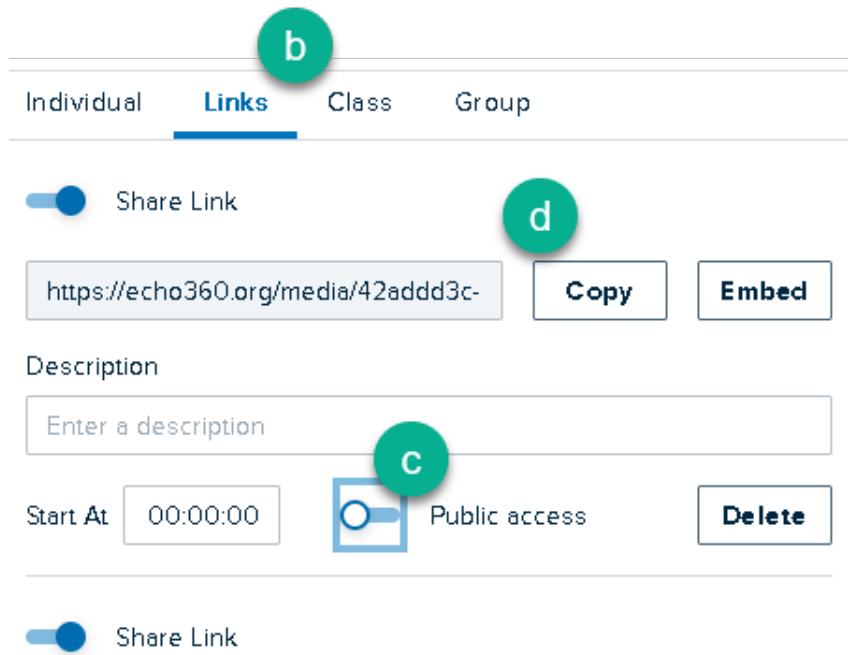 b
Individual Links Class Group
Share Link
d
https://echo360.org/media/42addd3c- Copy Embed
Description
Enter a description
c
Start At 00:00:00 Public access Delete
Share Link